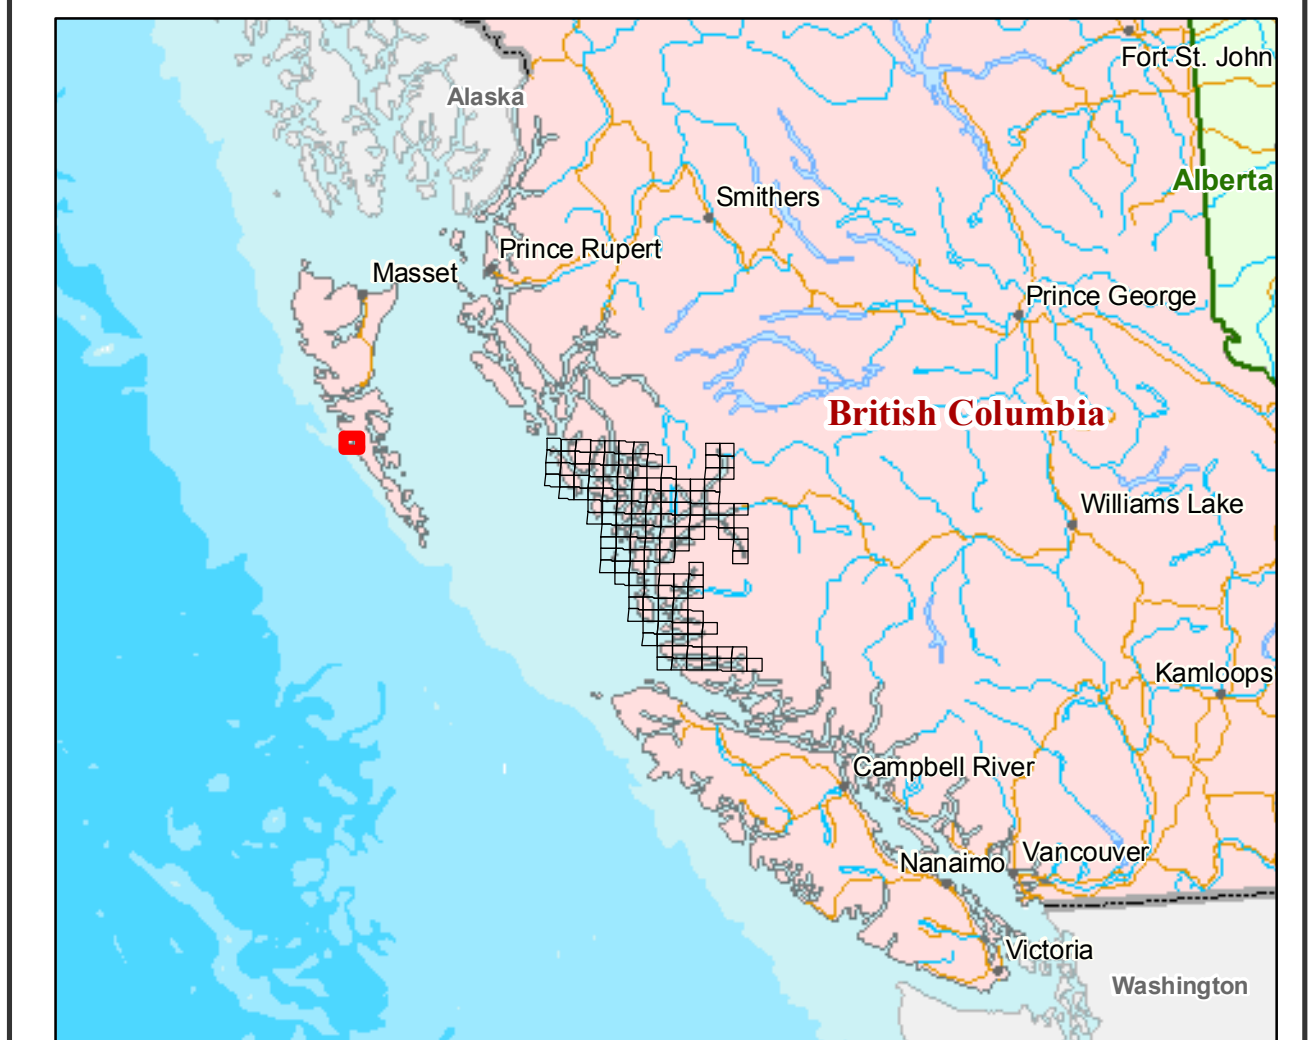 Fort St. John
Alaska
Alberta
Smithers
Prince Rupert
Masset
Prince George
British Columbia
Williams Lake
Kamloops
Campbell River
Vancouver
Nanaimo
Victoria
Washington